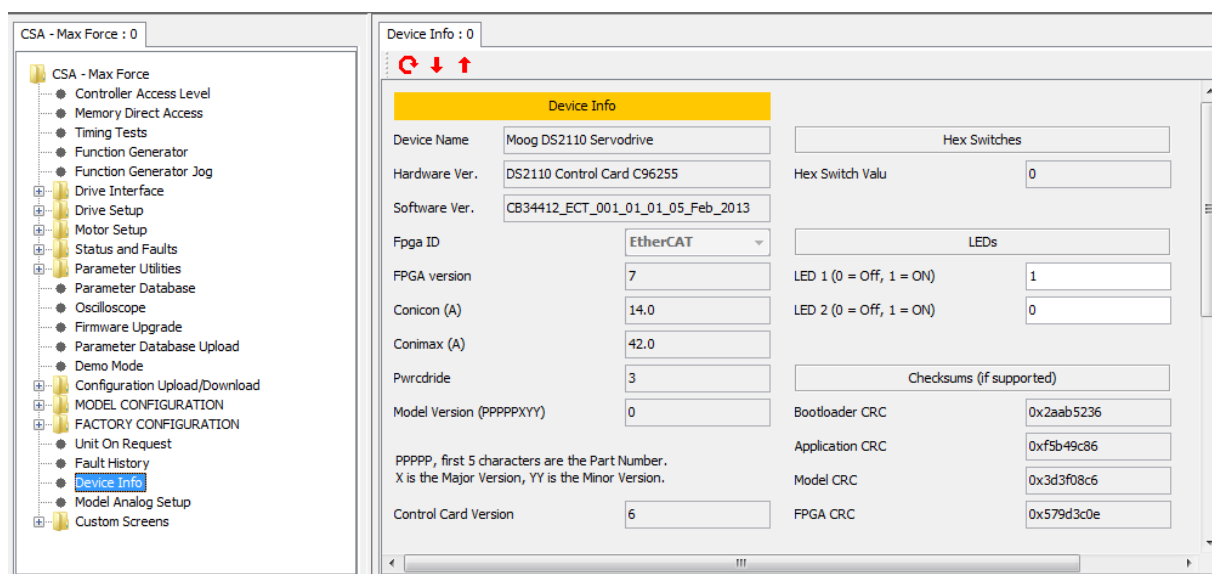 CSA - Max Force : 0
CSA - Max Force
Controller Access Level
Memory Direct Access
Timing Tests
Function Generator
Function Generator Jog
Drive Interface
Drive Setup
Motor Setup
Status and Faults
Parameter Utilities
Parameter Database
Oscilloscope
Firmware Upgrade
Parameter Database Upload
Demo Mode
Configuration Upload/Download
MODEL CONFIGURATION
FACTORY CONFIGURATION
Unit On Request
Fault History
Device Info
Model Analog Setup
Custom Screens
Device Info : 0
Device Info
Device Name Moog DS2110 Servodrive
Hardware Ver. DS2110 Control Card C96255
Software Ver. CB34412_ECT_001_01_01_05_Feb_2013
Fpga ID EtherCAT
FPGA version 7
Conicon (A) 14.0
Conimax (A) 42.0
Pwrcdride 3
Model Version (PPPPPXYY) 0
PPPPP, first 5 characters are the Part Number.
X is the Major Version, YY is the Minor Version.
Control Card Version 6
Hex Switches
Hex Switch Valu 0
LEDs
LED 1 (0 = Off, 1 = ON) 1
LED 2 (0 = Off, 1 = ON) 0
Checksums (if supported)
Bootloader CRC 0x2aab5236
Application CRC 0xf5b49c86
Model CRC 0x3d3f08c6
FPGA CRC 0x579d3c0e